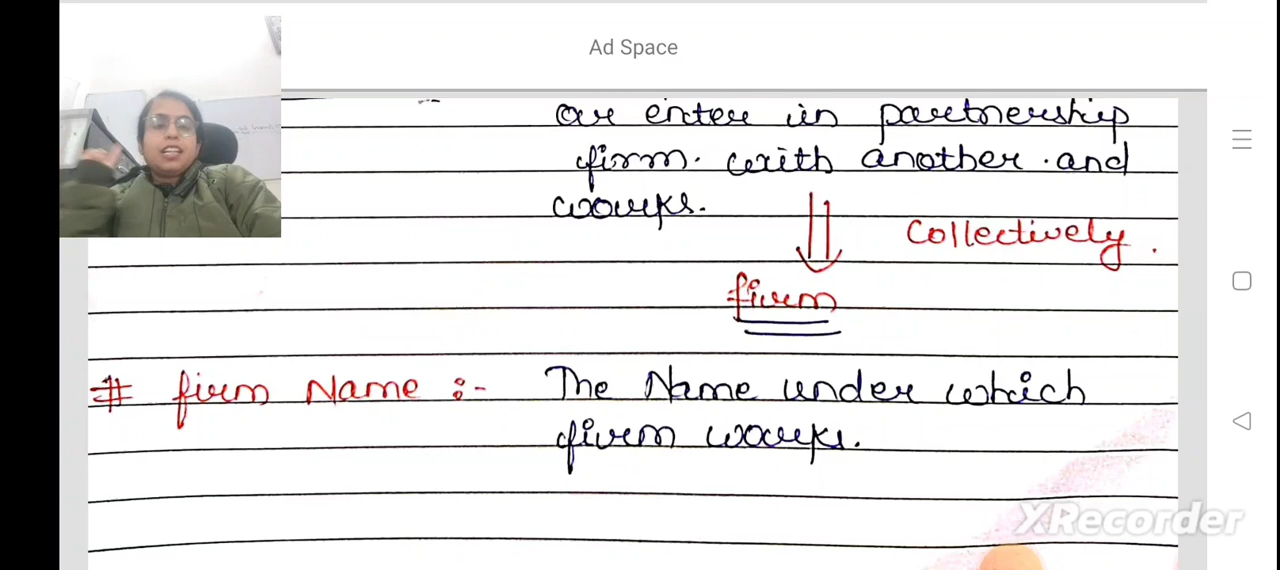 Ad Space
are enter in partnership
firm. with another. and
works.
Collectively.
firm
# firm Name :- The Name under which
firm works.
XRecorder